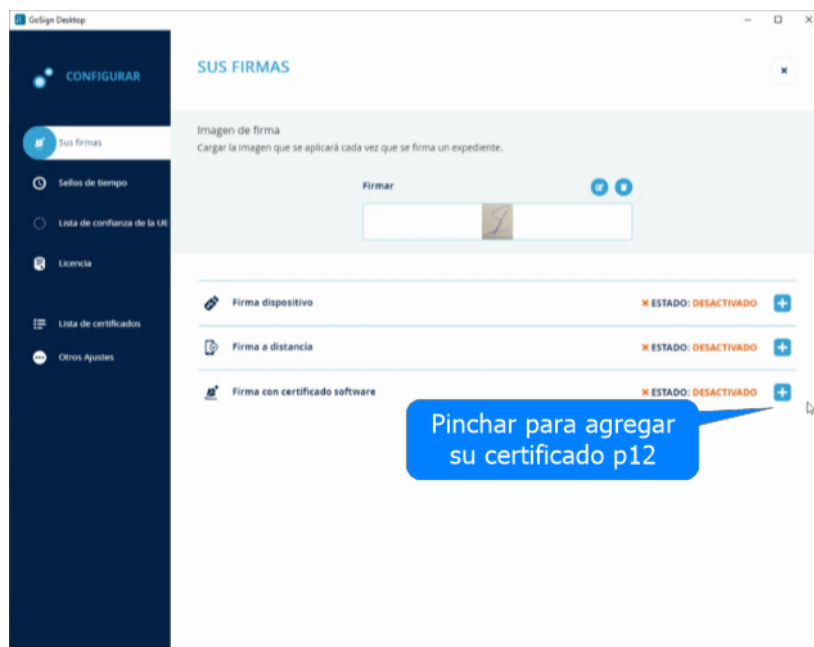 GoSign Desktop
CONFIGURAR
SUS FIRMAS
Sus firmas
Sellos de tiempo
Lista de confianza de la UE
Licencia
Lista de certificados
Otros Ajustes
Imagen de firma
Cargar la imagen que se aplicará cada vez que se firma un expediente.
Firmar
Firma dispositivo
ESTADO: DESACTIVADO
Firma a distancia
ESTADO: DESACTIVADO
Firma con certificado software
ESTADO: DESACTIVADO
Pinchar para agregar
su certificado p12